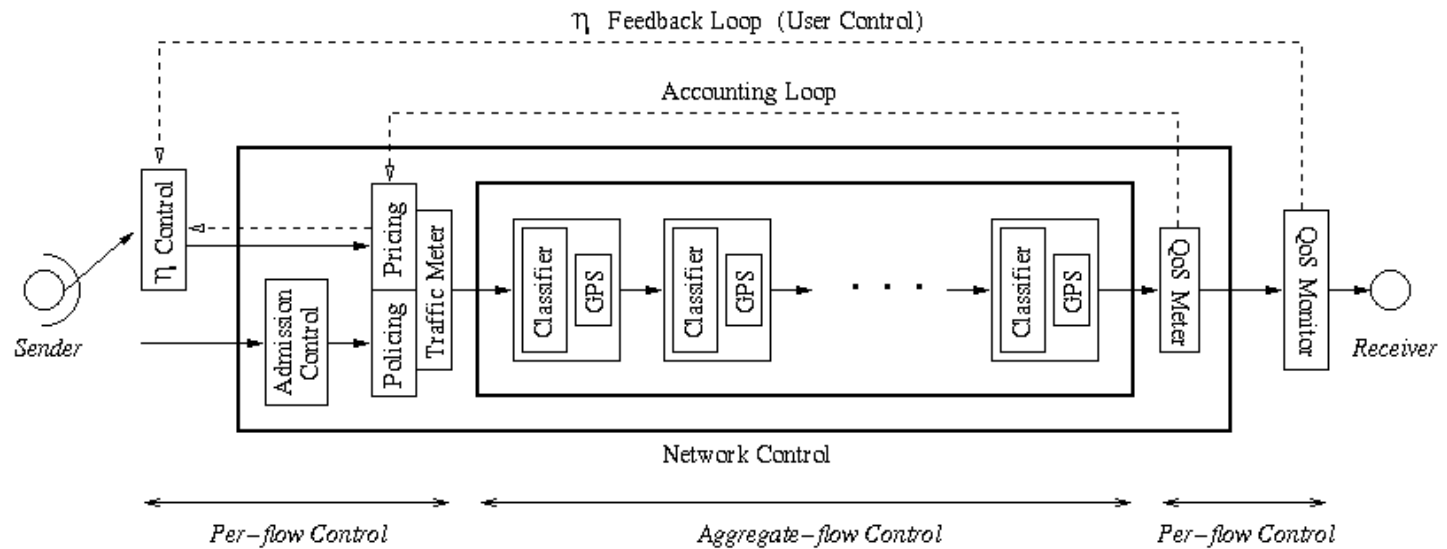 η Feedback Loop (User Control)
Accounting Loop
η Control
Pricing
Policing
Traffic Meter
Admission
Control
Classifier
GPS
Classifier
GPS
. . .
Classifier
GPS
QoS Meter
QoS Monitor
Sender
Receiver
Network Control
Per-flow Control
Aggregate-flow Control
Per-flow Control